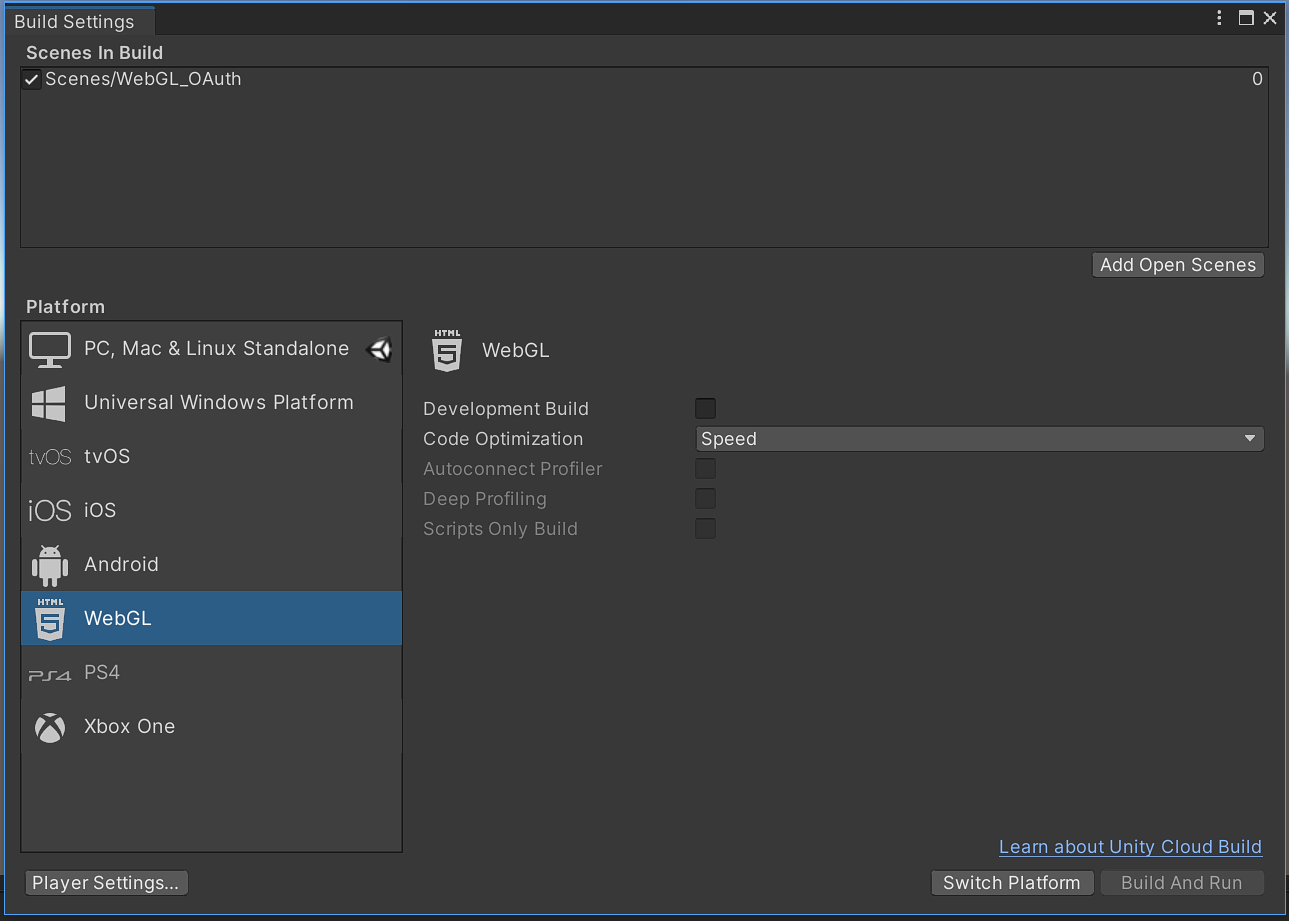 Build Settings
Scenes In Build
Scenes/WebGL_OAuth 0
Add Open Scenes
Platform
PC, Mac & Linux Standalone
Universal Windows Platform
tvOS tvOS
iOS iOS
Android
HTML 5 WebGL
PS4 PS4
Xbox One
HTML 5 WebGL
Development Build
Code Optimization Speed
Autoconnect Profiler
Deep Profiling
Scripts Only Build
Learn about Unity Cloud Build
Player Settings... Switch Platform Build And Run